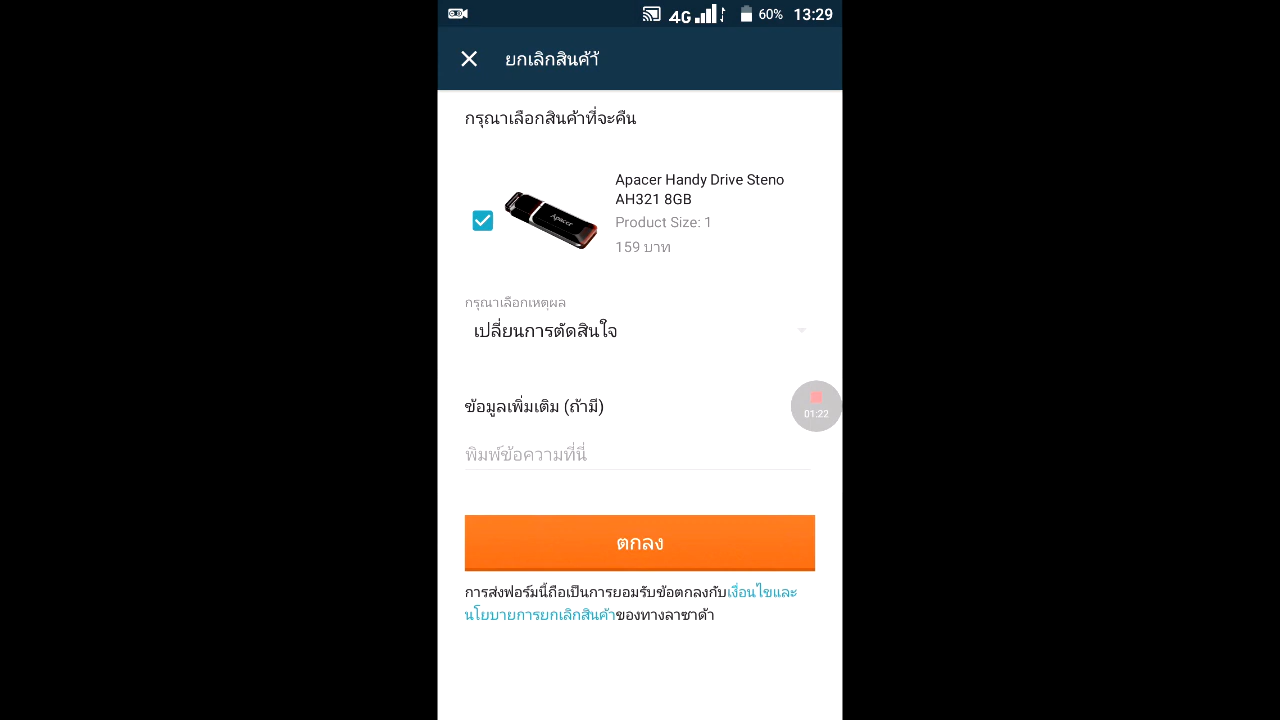 4G 60% 13:29
ยกเลิกสินค้า
กรุณาเลือกสินค้าที่จะคืน
Apacer Handy Drive Steno
AH321 8GB
Apacer
Product Size: 1
159 บาท
กรุณาเลือกเหตุผล
เปลี่ยนการตัดสินใจ
ข้อมูลเพิ่มเติม (ถ้ามี)
01:22
พิมพ์ข้อความที่นี่
ตกลง
การส่งฟอร์มนี้ถือเป็นการยอมรับข้อตกลงกับเงื่อนไขและ
นโยบายการยกเลิกสินค้าของทางลาซาด้า